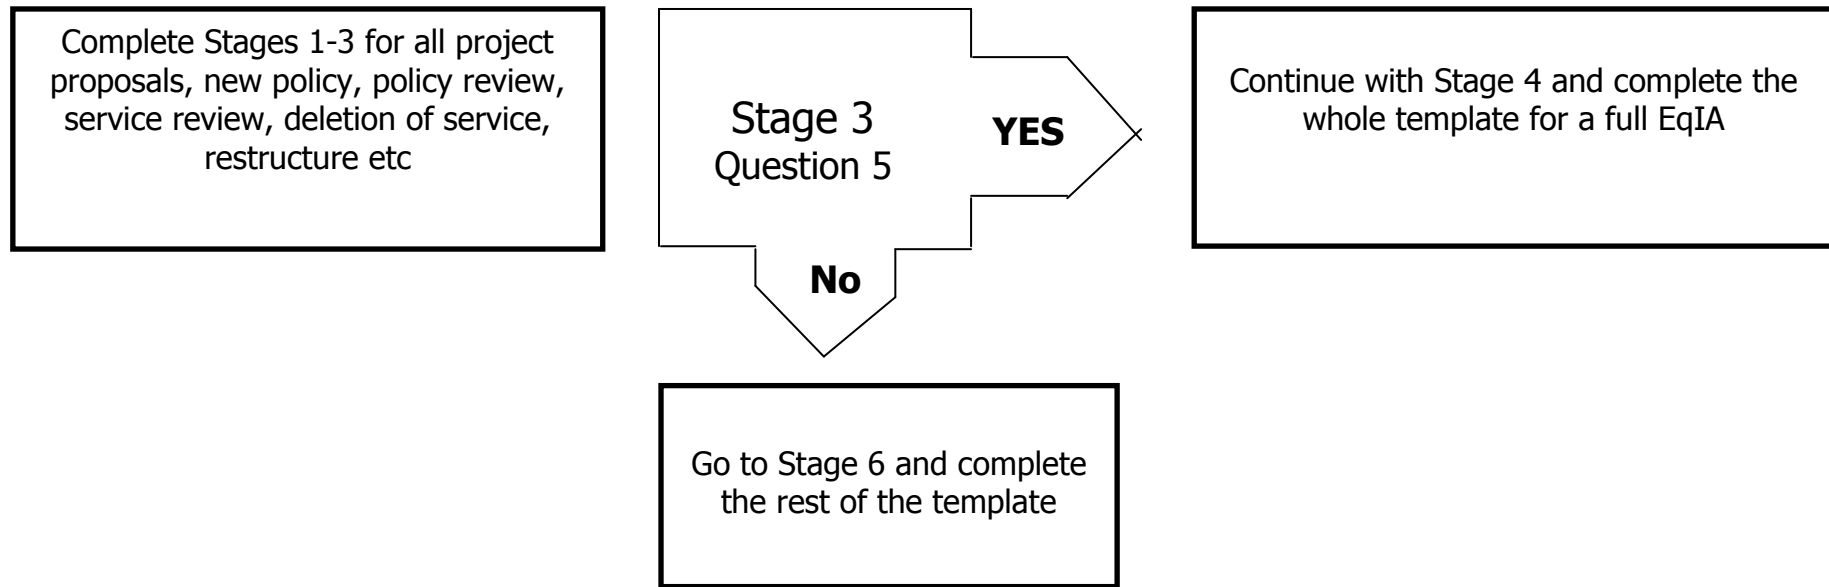 Complete Stages 1-3 for all project
proposals, new policy, policy review,
service review, deletion of service,
restructure etc
Stage 3
Question 5
YES
No
Continue with Stage 4 and complete the
whole template for a full EqIA
Go to Stage 6 and complete
the rest of the template